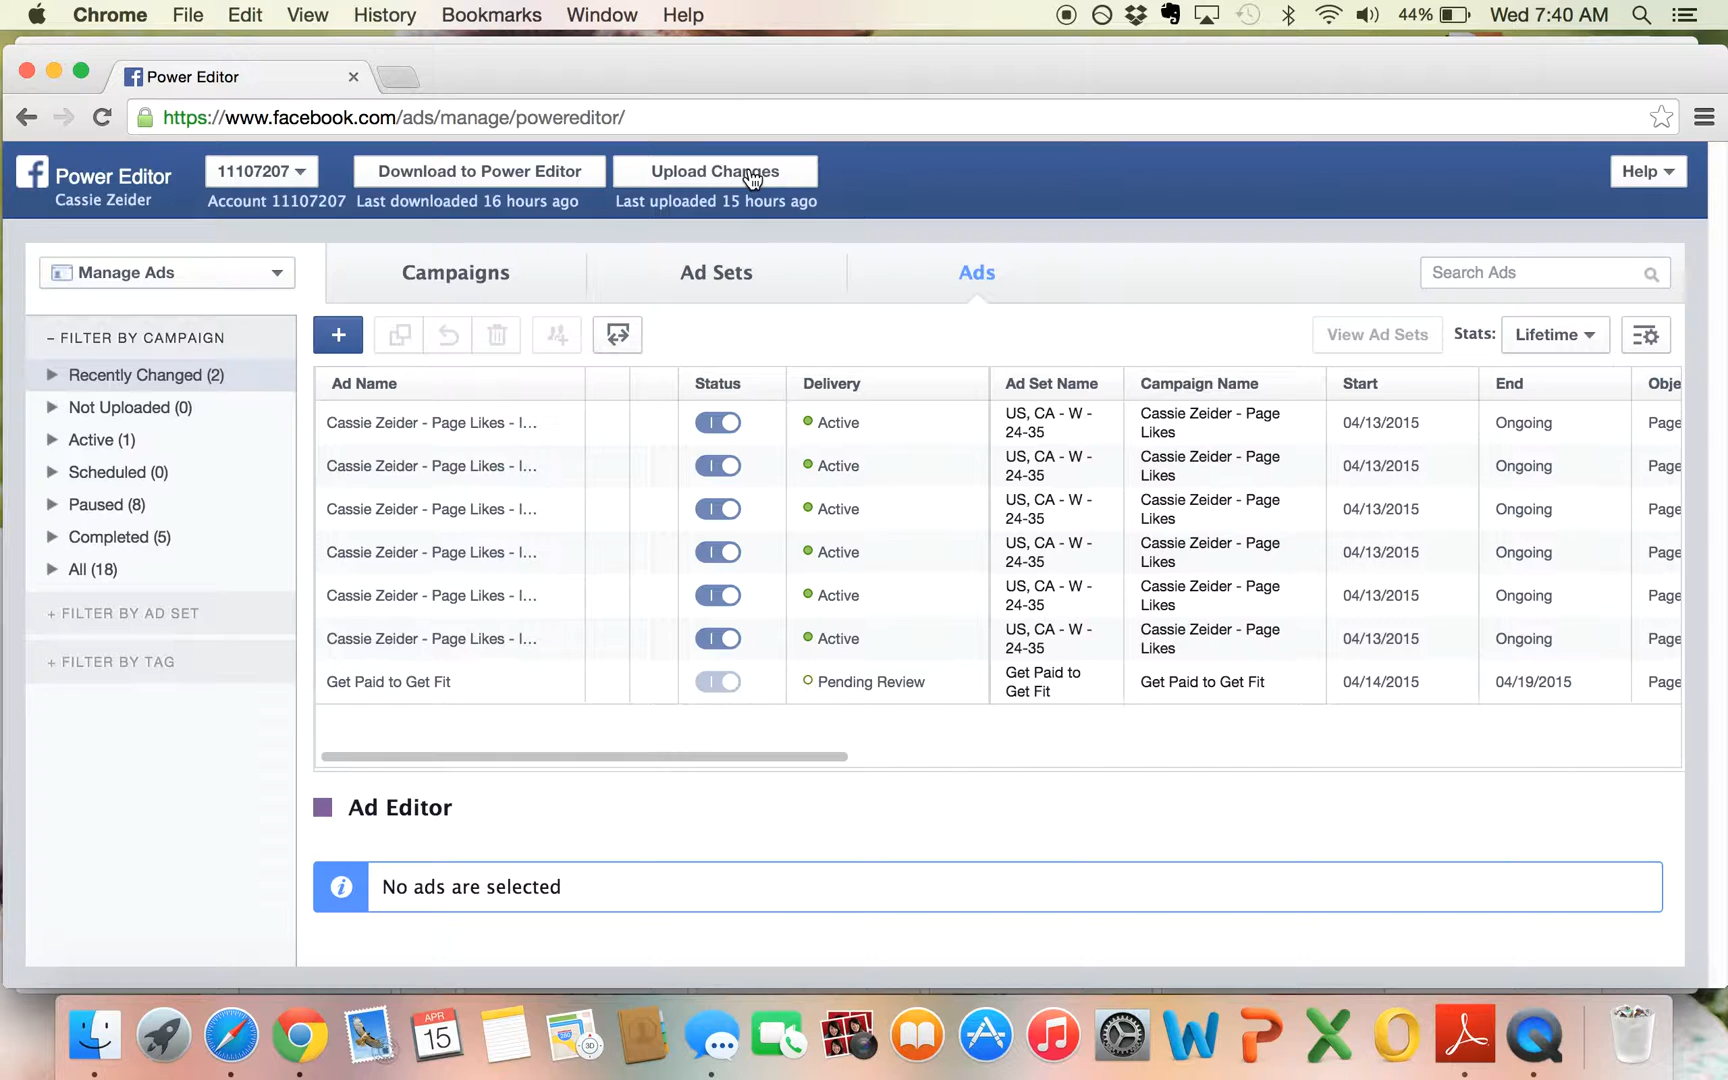 Chrome File Edit View History Bookmarks Window Help 44% Wed 7:40 AM
Power Editor
https://www.facebook.com/ads/manage/powereditor/
f Power Editor 11107207 Download to Power Editor Upload Changes Help
Cassie Zeider Account 11107207 Last downloaded 16 hours ago Last uploaded 15 hours ago
Manage Ads Campaigns Ad Sets Ads Search Ads
– FILTER BY CAMPAIGN
Recently Changed (2)
Not Uploaded (0)
Active (1)
Scheduled (0)
Paused (8)
Completed (5)
All (18)
+ FILTER BY AD SET
+ FILTER BY TAG
+ View Ad Sets Stats: Lifetime
Ad Name Status Delivery Ad Set Name Campaign Name Start End Obje
Cassie Zeider - Page Likes - I... Active US, CA - W - 24-35 Cassie Zeider - Page Likes 04/13/2015 Ongoing Page
Cassie Zeider - Page Likes - I... Active US, CA - W - 24-35 Cassie Zeider - Page Likes 04/13/2015 Ongoing Page
Cassie Zeider - Page Likes - I... Active US, CA - W - 24-35 Cassie Zeider - Page Likes 04/13/2015 Ongoing Page
Cassie Zeider - Page Likes - I... Active US, CA - W - 24-35 Cassie Zeider - Page Likes 04/13/2015 Ongoing Page
Cassie Zeider - Page Likes - I... Active US, CA - W - 24-35 Cassie Zeider - Page Likes 04/13/2015 Ongoing Page
Cassie Zeider - Page Likes - I... Active US, CA - W - 24-35 Cassie Zeider - Page Likes 04/13/2015 Ongoing Page
Get Paid to Get Fit Pending Review Get Paid to Get Fit Get Paid to Get Fit 04/14/2015 04/19/2015 Page
Ad Editor
i No ads are selected
APR
15